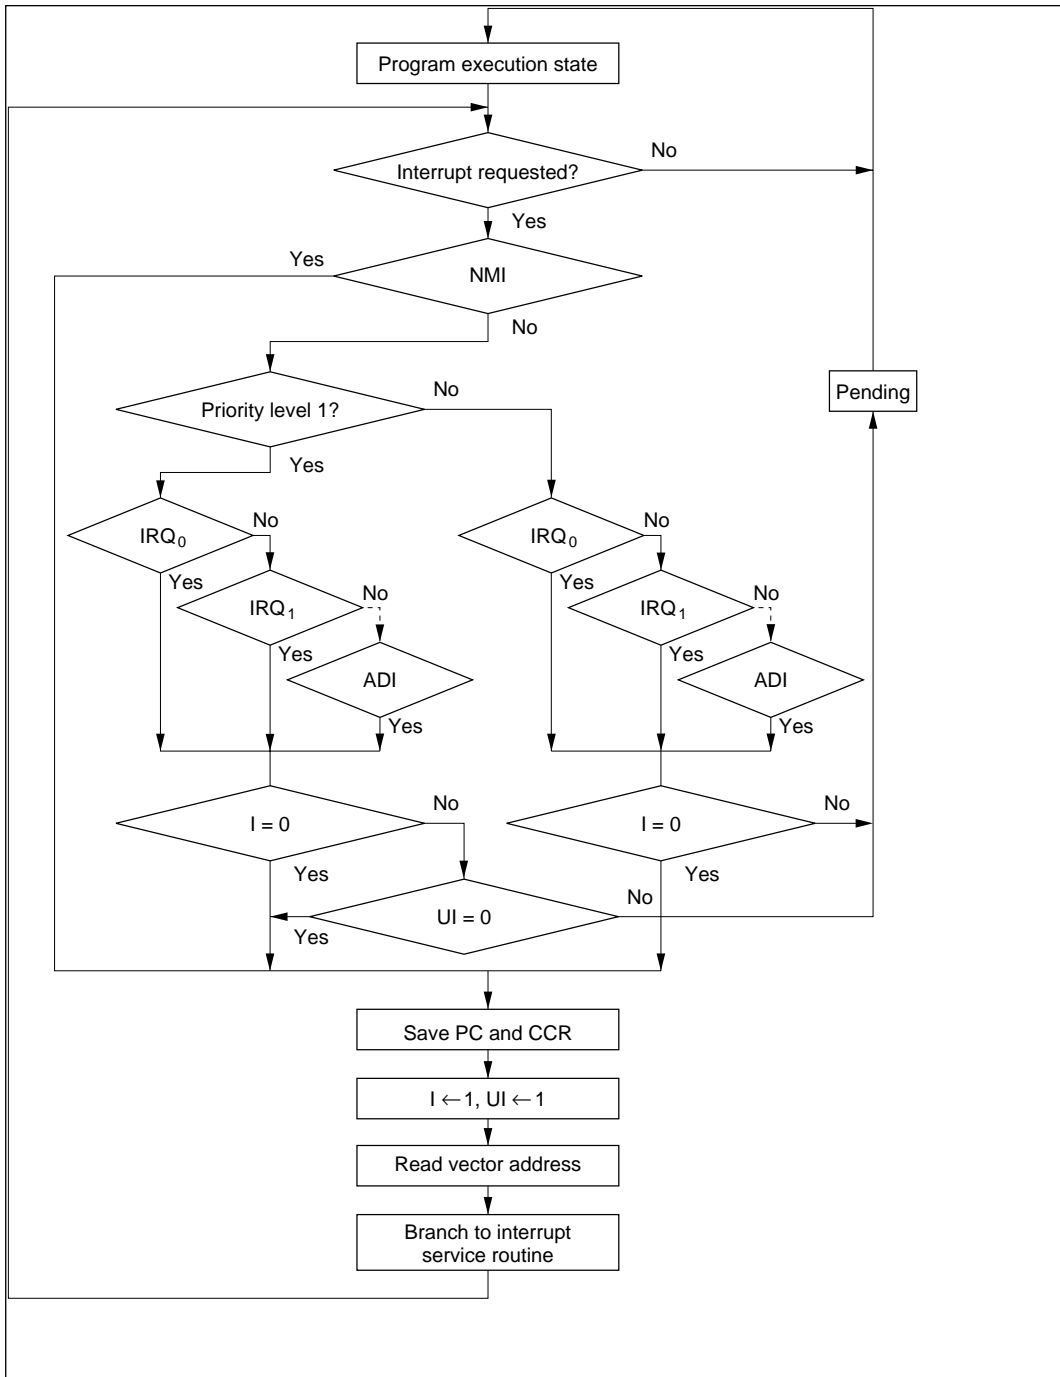 Program execution state
Interrupt requested?
No
Yes
Yes
NMI
No
Pending
Priority level 1?
No
Yes
IRQ0
No
IRQ0
No
Yes
IRQ1
No
Yes
IRQ1
No
Yes
ADI
Yes
ADI
Yes
Yes
I = 0
No
I = 0
No
Yes
Yes
UI = 0
No
Yes
Save PC and CCR
I ← 1, UI ← 1
Read vector address
Branch to interrupt
service routine